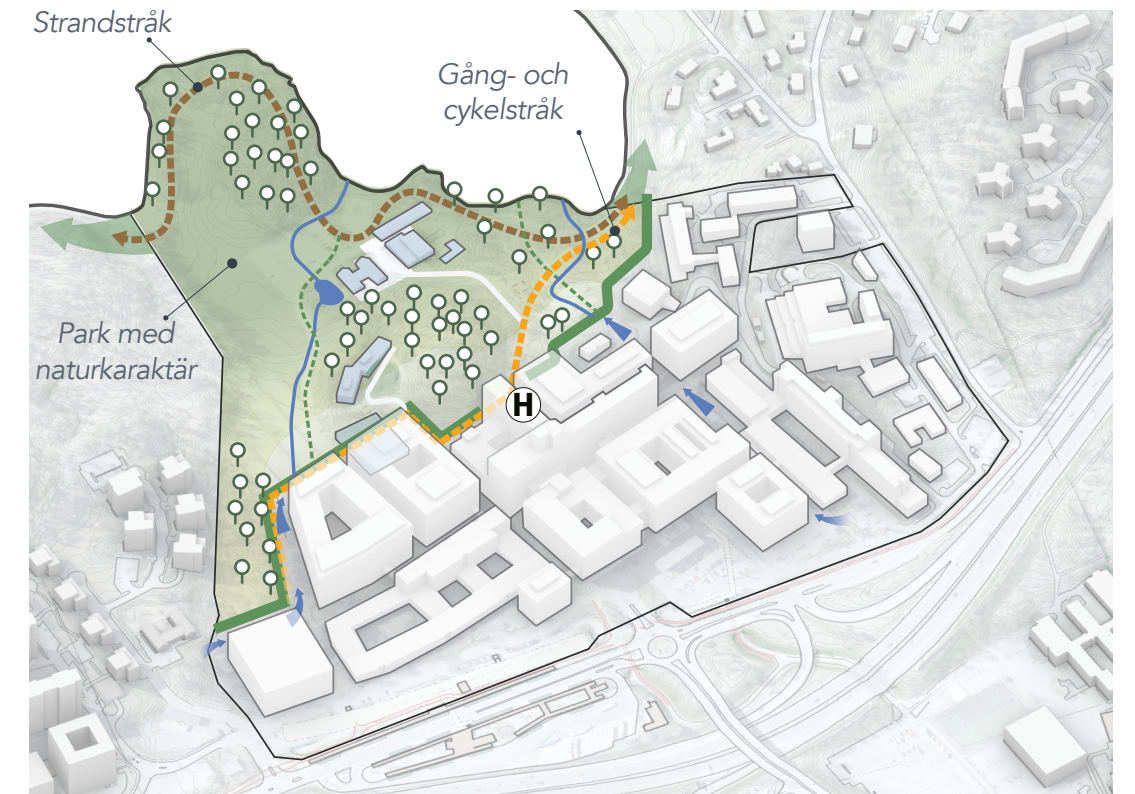 Strandstråk
Gång- och
cykelstråk
Park med
naturkaraktär
H